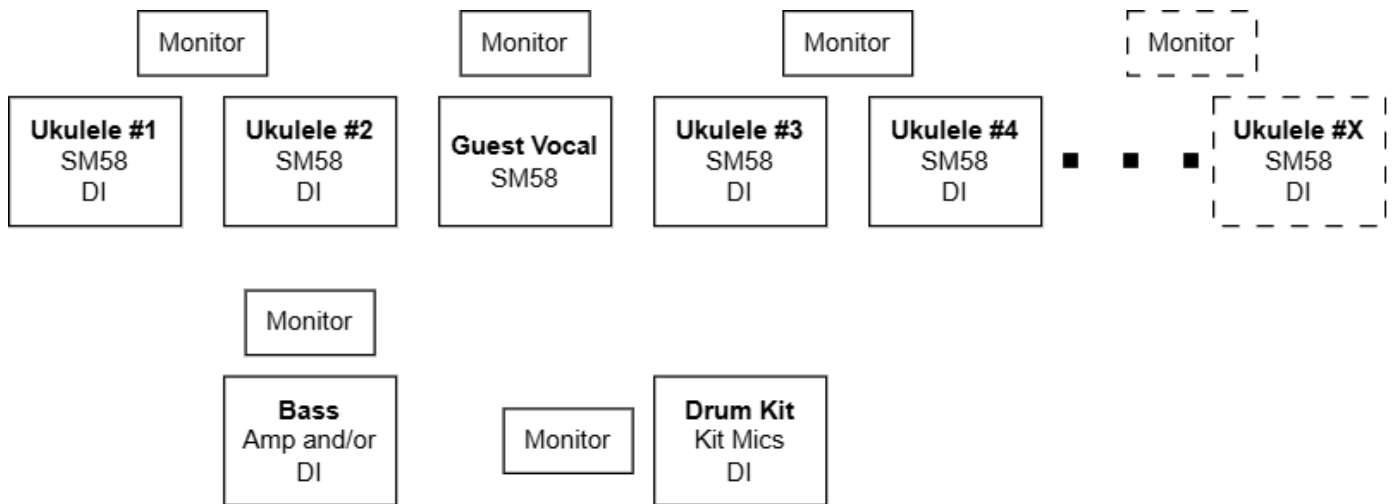 Monitor
Monitor
Monitor
Monitor
Ukulele #1
SM58
DI
Ukulele #2
SM58
DI
Guest Vocal
SM58
Ukulele #3
SM58
DI
Ukulele #4
SM58
DI
Ukulele #X
SM58
DI
Monitor
Bass
Amp and/or
DI
Monitor
Drum Kit
Kit Mics
DI